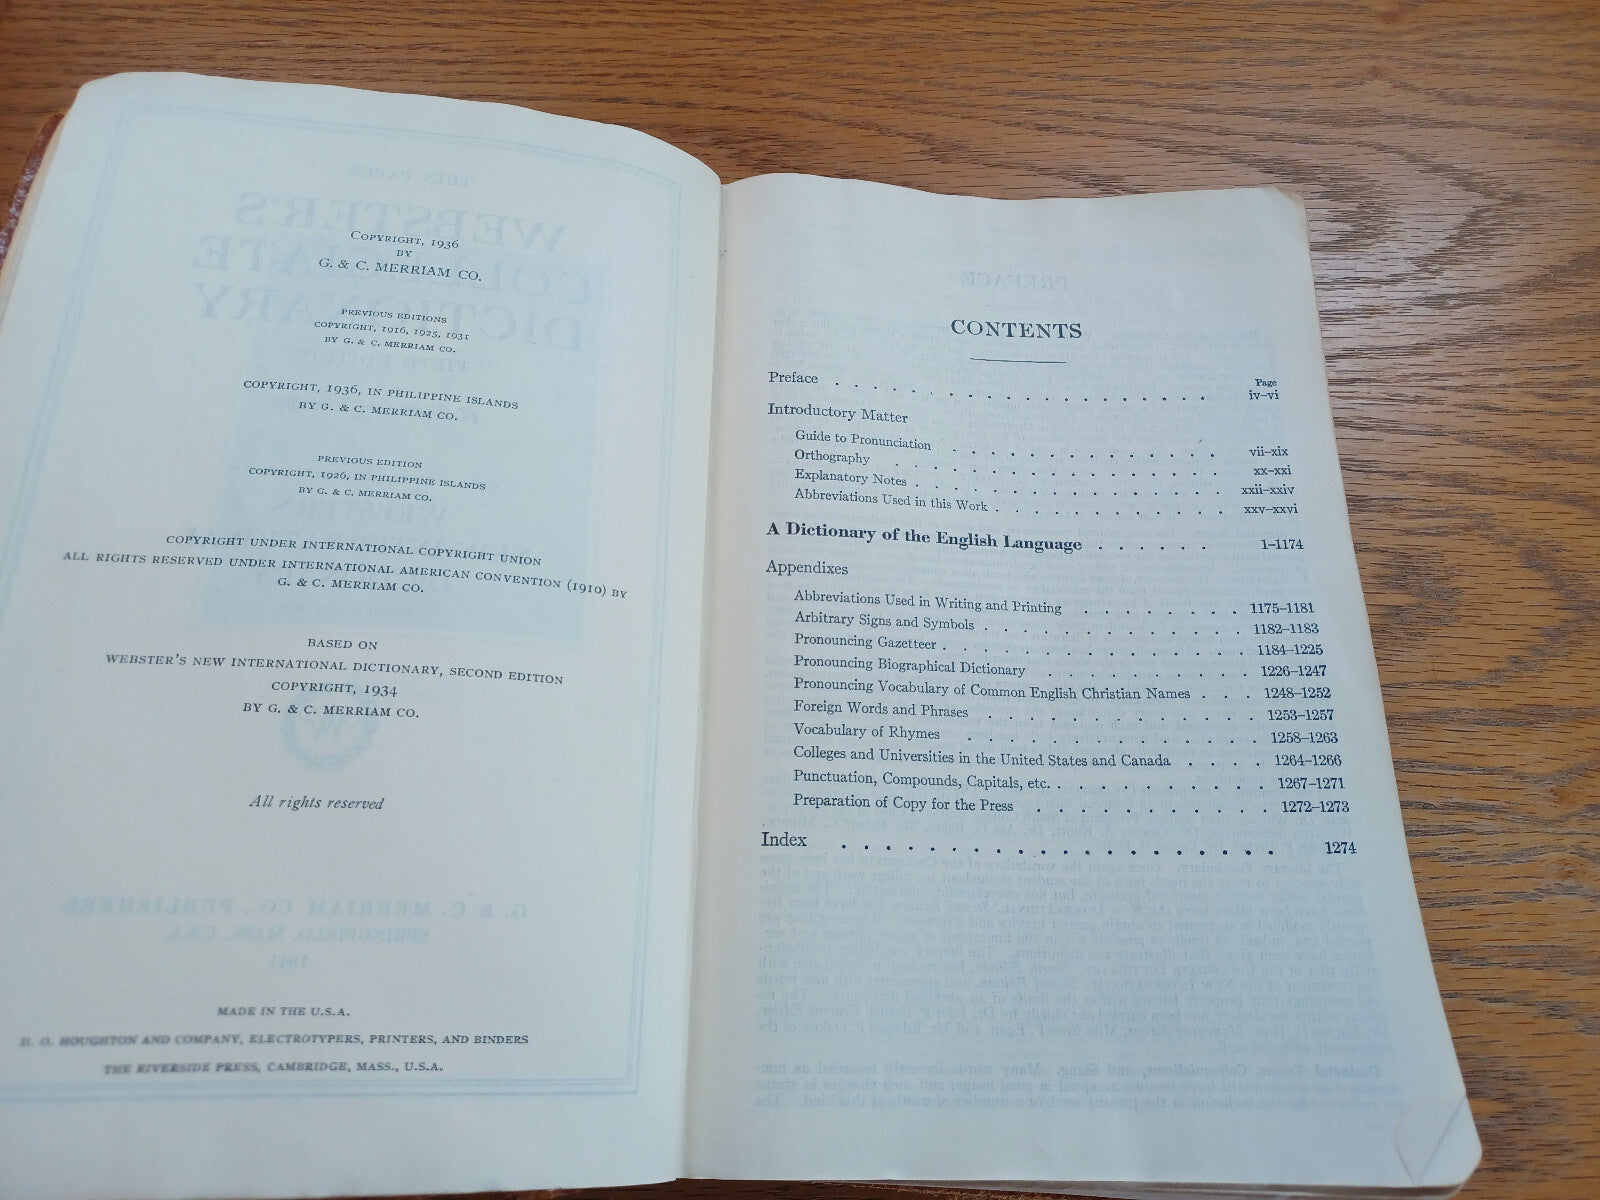 COPYRIGHT, 1936
BY
G. & C. MERRIAM CO.
PREVIOUS EDITIONS
COPYRIGHT, 1916, 1925, 1931
BY G. & C. MERRIAM CO.
COPYRIGHT, 1936, IN PHILIPPINE ISLANDS
BY G. & C. MERRIAM CO.
PREVIOUS EDITION
COPYRIGHT, 1926, IN PHILIPPINE ISLANDS
BY G. & C. MERRIAM CO.
COPYRIGHT UNDER INTERNATIONAL COPYRIGHT UNION
ALL RIGHTS RESERVED UNDER INTERNATIONAL AMERICAN CONVENTION (1910) BY
G. & C. MERRIAM CO.
BASED ON
WEBSTER'S NEW INTERNATIONAL DICTIONARY, SECOND EDITION
COPYRIGHT, 1934
BY G. & C. MERRIAM CO.
All rights reserved
MADE IN THE U.S.A.
H. O. HOUGHTON AND COMPANY, ELECTROTYPERS, PRINTERS, AND BINDERS
THE RIVERSIDE PRESS, CAMBRIDGE, MASS., U.S.A.
CONTENTS
Page
Preface . . . . . . . . . . . . . . . . . . . iv–vi
Introductory Matter
Guide to Pronunciation . . . . . . . . . . . . . vii–xix
Orthography . . . . . . . . . . . . . . . xx–xxi
Explanatory Notes . . . . . . . . . . . . . . xxii–xxiv
Abbreviations Used in this Work . . . . . . . . . . . xxv–xxvi
A Dictionary of the English Language . . . . . . 1–1174
Appendixes
Abbreviations Used in Writing and Printing . . . . . . . . 1175–1181
Arbitrary Signs and Symbols . . . . . . . . . . . . 1182–1183
Pronouncing Gazetteer . . . . . . . . . . . . . 1184–1225
Pronouncing Biographical Dictionary . . . . . . . . . 1226–1247
Pronouncing Vocabulary of Common English Christian Names . . . 1248–1252
Foreign Words and Phrases . . . . . . . . . . . . 1253–1257
Vocabulary of Rhymes . . . . . . . . . . . . . 1258–1263
Colleges and Universities in the United States and Canada . . . . 1264–1266
Punctuation, Compounds, Capitals, etc. . . . . . . . . . . 1267–1271
Preparation of Copy for the Press . . . . . . . . . . 1272–1273
Index . . . . . . . . . . . . . . . . 1274